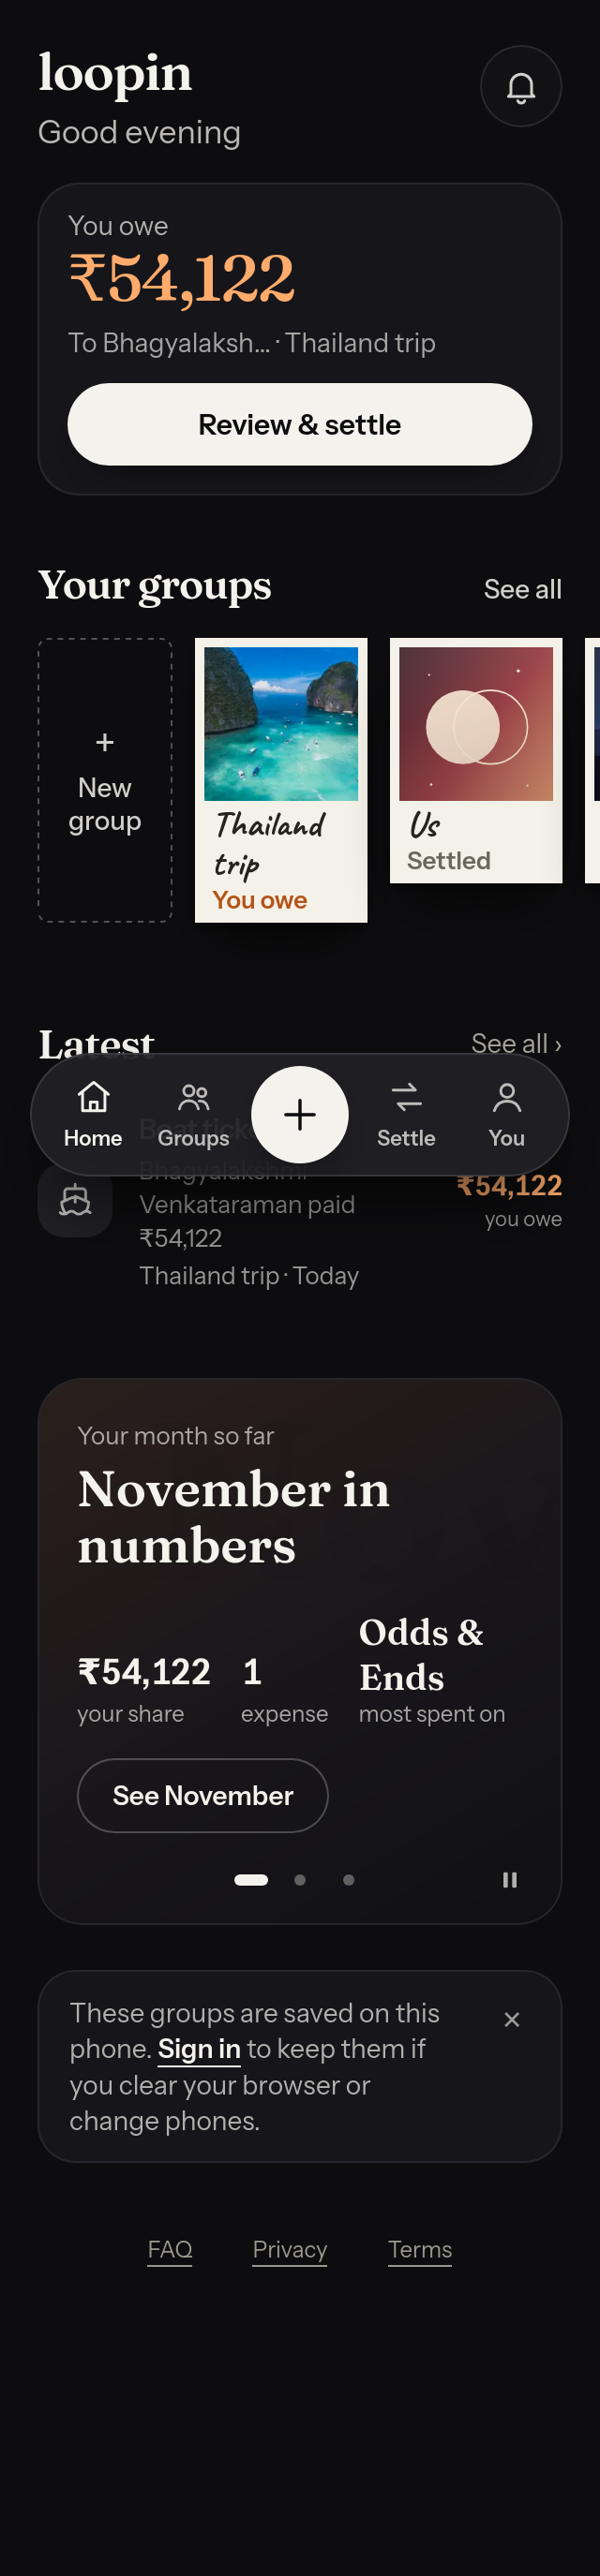 loopin
Good evening
You owe
₹54,122
To Bhagyalaksh... · Thailand trip
Review & settle
Your groups
See all
+
New
group
Thailand
trip
You owe
Us
Settled
Latest
See all ›
Home
Groups
Settle
You
Boat ticke
Bhagyalakshmi
Venkataraman paid
₹54,122
Thailand trip · Today
₹54,122
you owe
Your month so far
November in
numbers
₹54,122
your share
1
expense
Odds &
Ends
most spent on
See November
These groups are saved on this
phone. Sign in to keep them if
you clear your browser or
change phones.
FAQ
Privacy
Terms